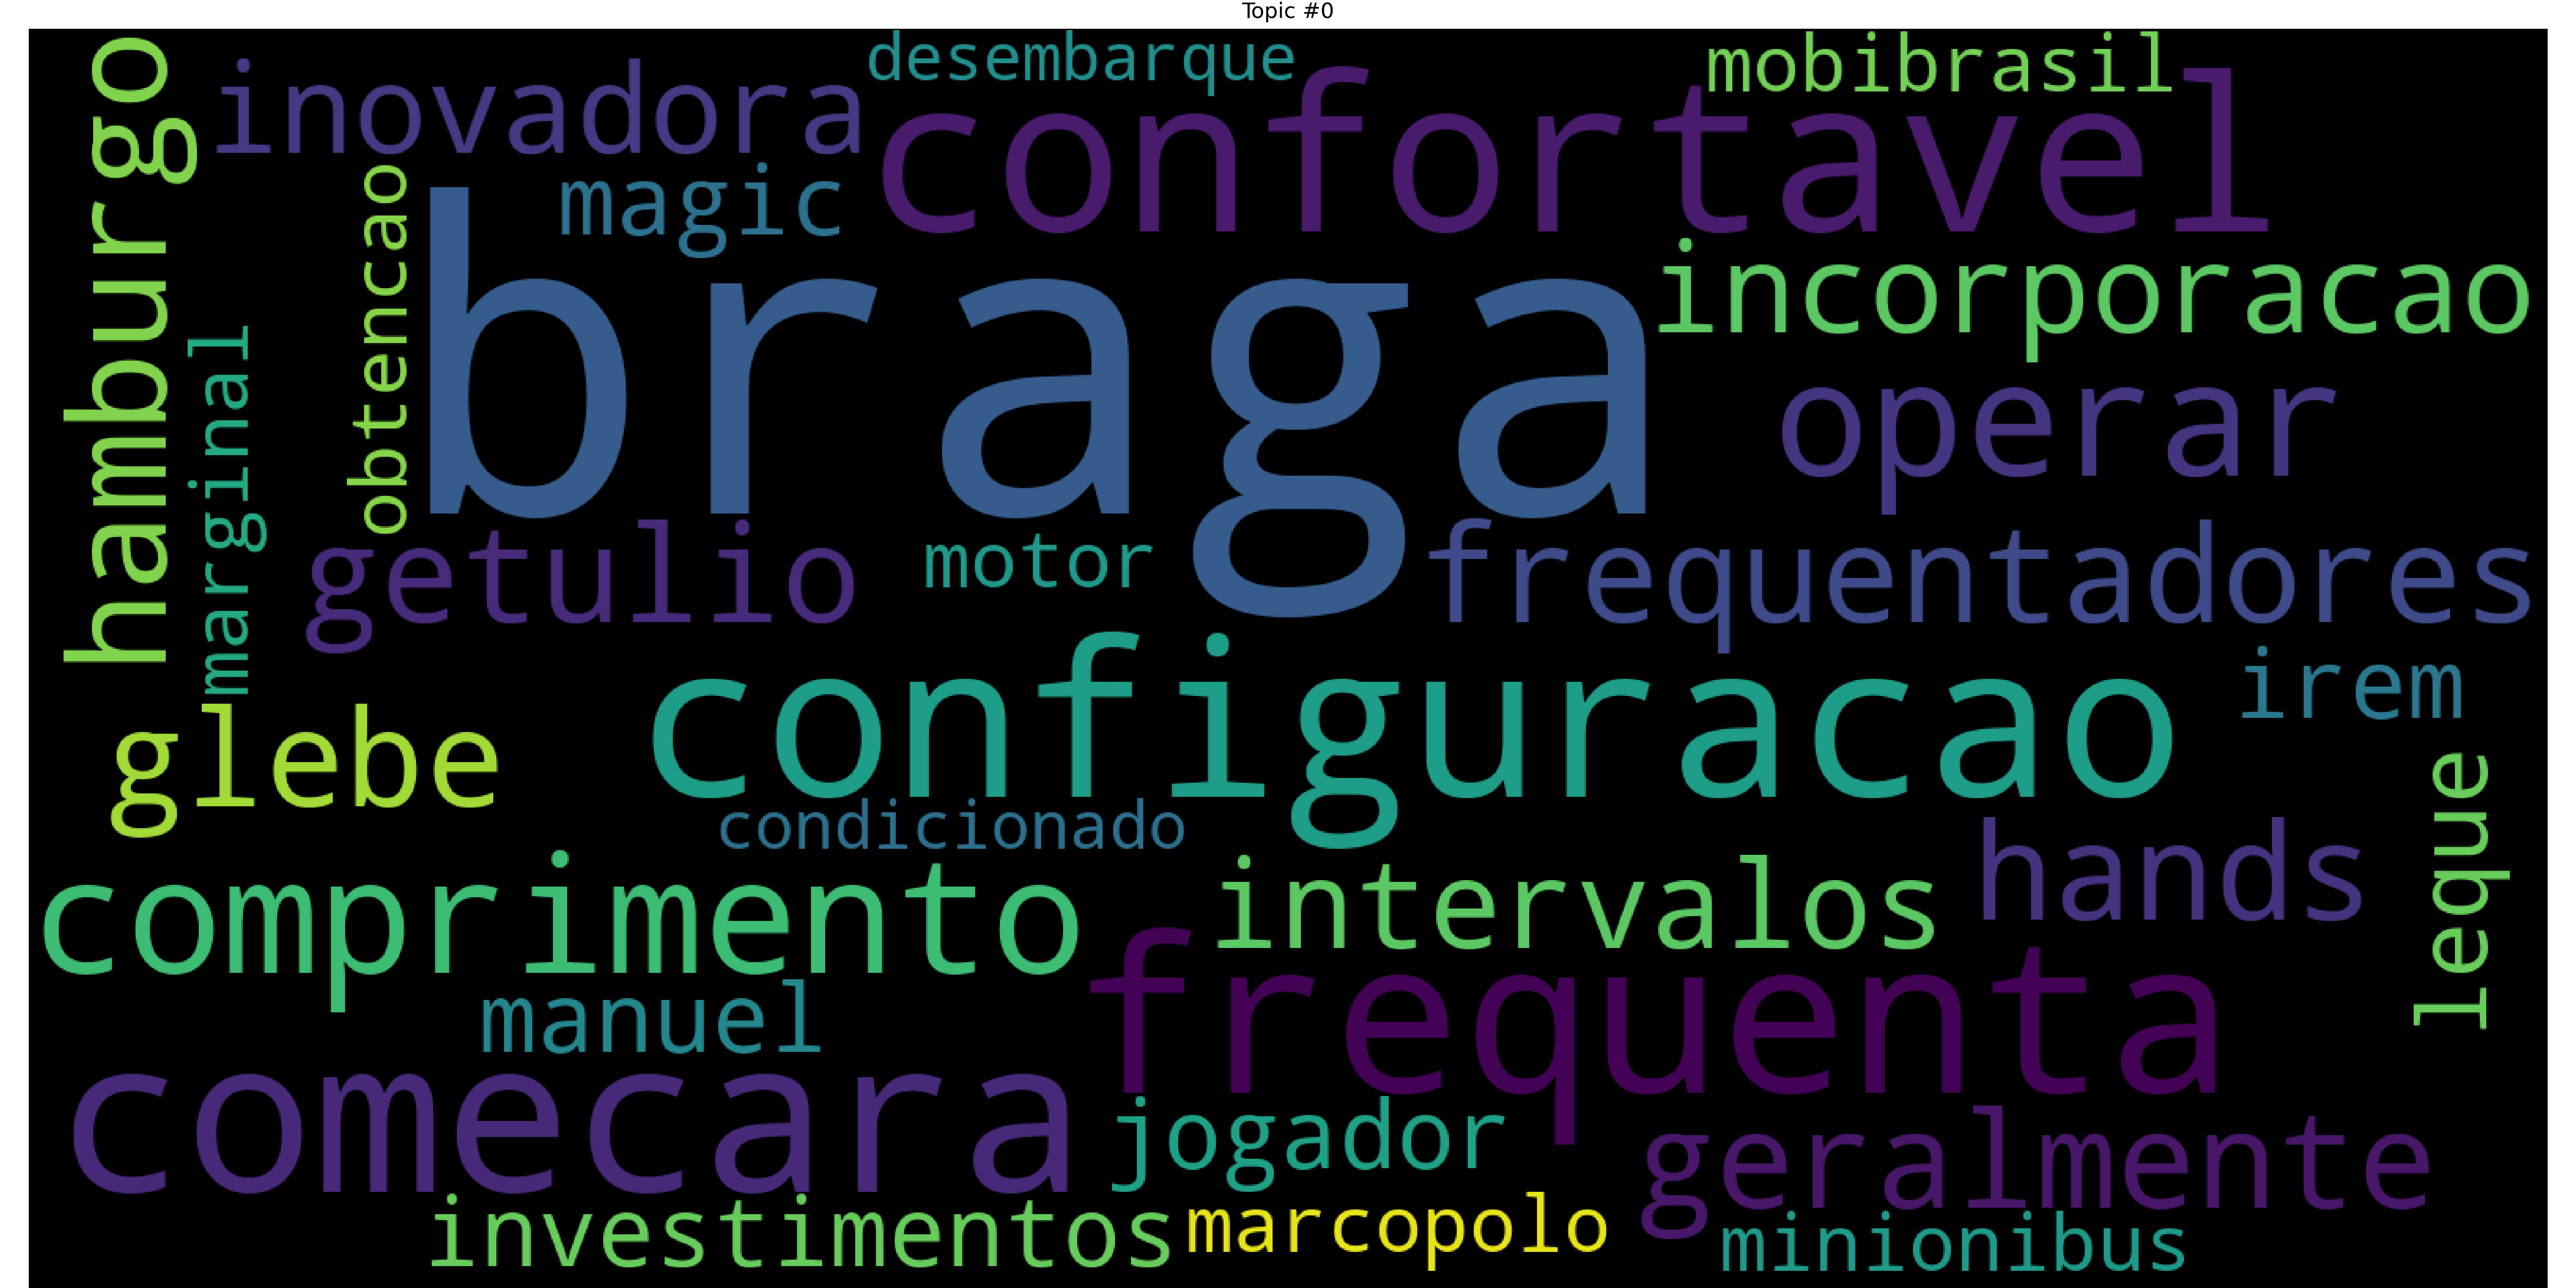 Topic #0
desembarque
mobibrasil
inovadora
confortavel
hamburgo
magic
obtencao
braga
incorporacao
marginal
operar
getulio
motor
frequentadores
configuracao
irem
glebe
condicionado
leque
comprimento
intervalos
hands
manuel
frequenta
comecara
jogador
geralmente
investimentos
marcopolo
minionibus